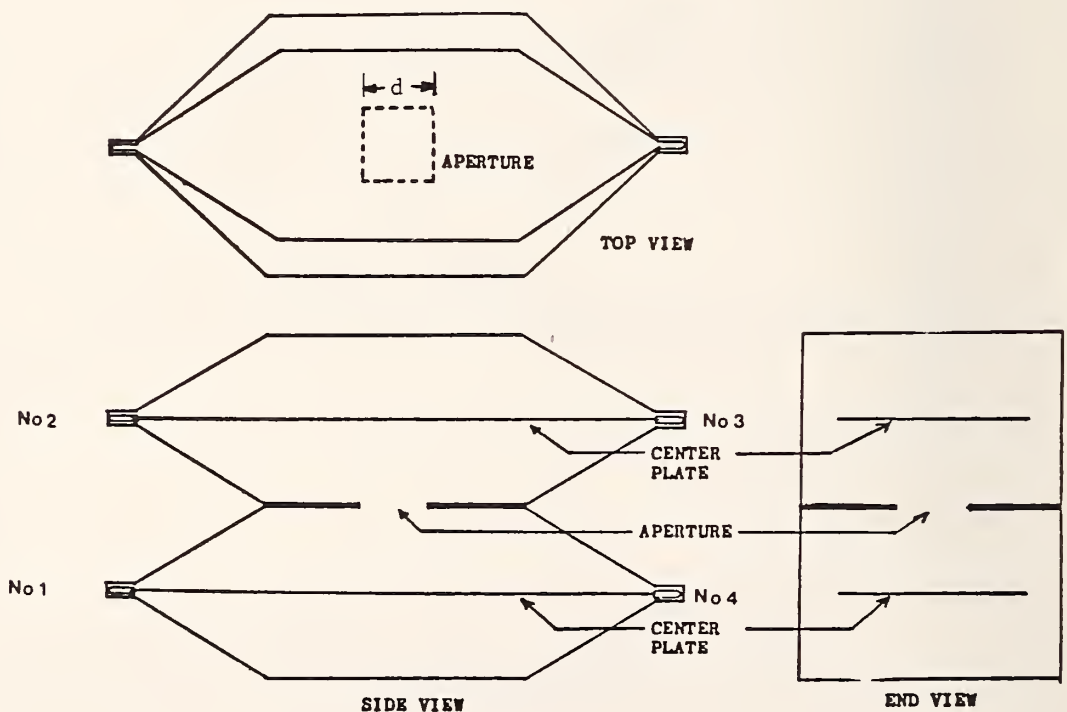 d
APERTURE
TOP VIEW
No 2
No 3
CENTER
PLATE
APERTURE
No 1
No 4
CENTER
PLATE
SIDE VIEW
END VIEW